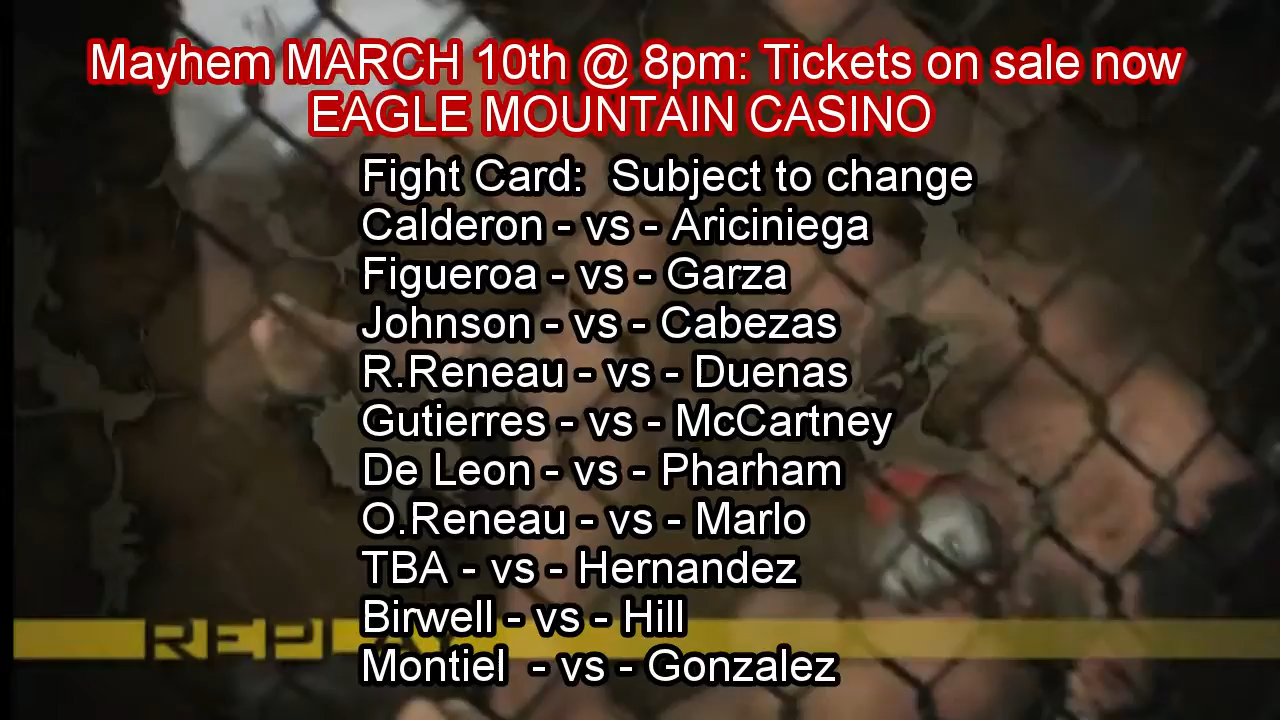 Mayhem MARCH 10th @ 8pm: Tickets on sale now
EAGLE MOUNTAIN CASINO
Fight Card:  Subject to change
Calderon - vs - Ariciniega
Figueroa - vs - Garza
Johnson - vs - Cabezas
R.Reneau - vs - Duenas
Gutierres - vs - McCartney
De Leon - vs - Pharham
O.Reneau - vs - Marlo
TBA - vs - Hernandez
Birwell - vs - Hill
REPLAY
Montiel  - vs - Gonzalez